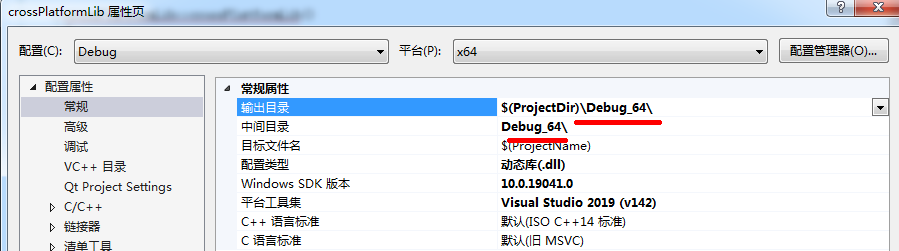 crossPlatformLib 属性页
配置(C): Debug 平台(P): x64 配置管理器(O)...
配置属性
常规
高级
调试
VC++ 目录
Qt Project Settings
C/C++
链接器
清单工具
常规属性
输出目录 $(ProjectDir)\Debug_64\
中间目录 Debug_64\
目标文件名 $(ProjectName)
配置类型 动态库(.dll)
Windows SDK 版本 10.0.19041.0
平台工具集 Visual Studio 2019 (v142)
C++ 语言标准 默认(ISO C++14 标准)
C 语言标准 默认(旧 MSVC)